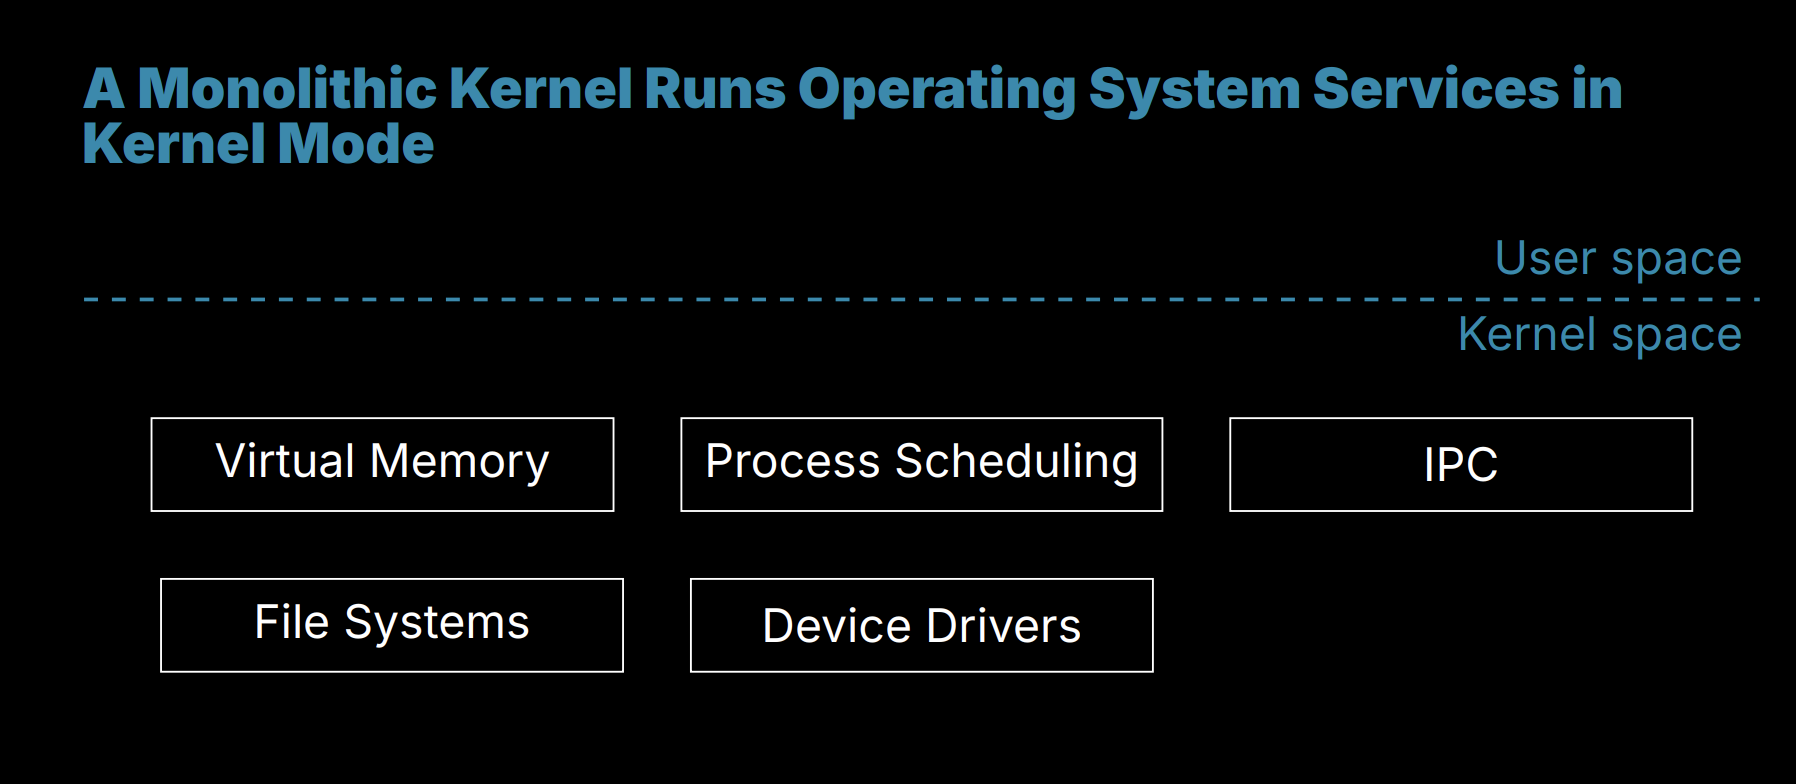 A Monolithic Kernel Runs Operating System Services in
Kernel Mode
User space
Kernel space
Virtual Memory
Process Scheduling
IPC
File Systems
Device Drivers